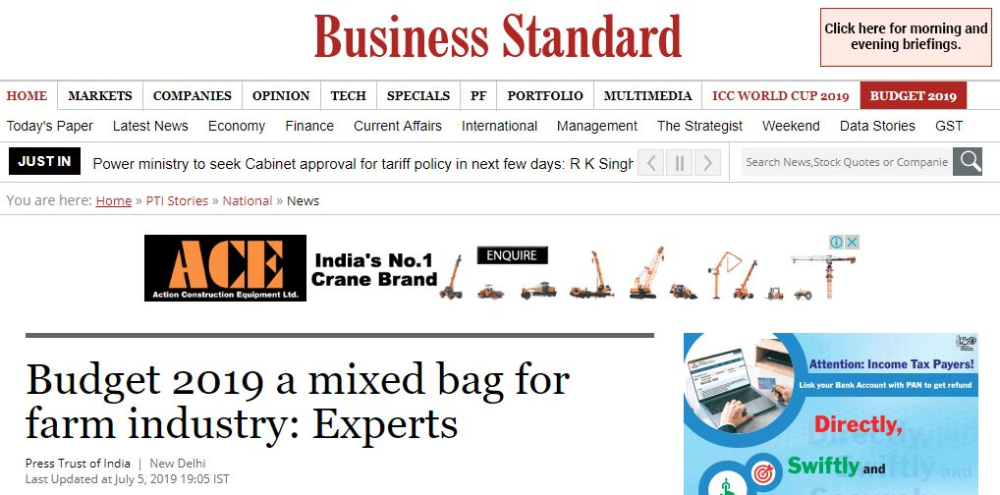 Business Standard
Click here for morning and
evening briefings.
HOME MARKETS COMPANIES OPINION TECH SPECIALS PF PORTFOLIO MULTIMEDIA ICC WORLD CUP 2019 BUDGET 2019
Today's Paper Latest News Economy Finance Current Affairs International Management The Strategist Weekend Data Stories GST
JUST IN Power ministry to seek Cabinet approval for tariff policy in next few days: R K Singh Search News,Stock Quotes or Companie
You are here: Home » PTI Stories » National » News
ACE
Action Construction Equipment Ltd.
India's No.1
Crane Brand
ENQUIRE
Budget 2019 a mixed bag for
farm industry: Experts
Press Trust of India | New Delhi
Last Updated at July 5, 2019 19:05 IST
Attention: Income Tax Payers!
Link your Bank Account with PAN to get refund
Directly,
Swiftly and